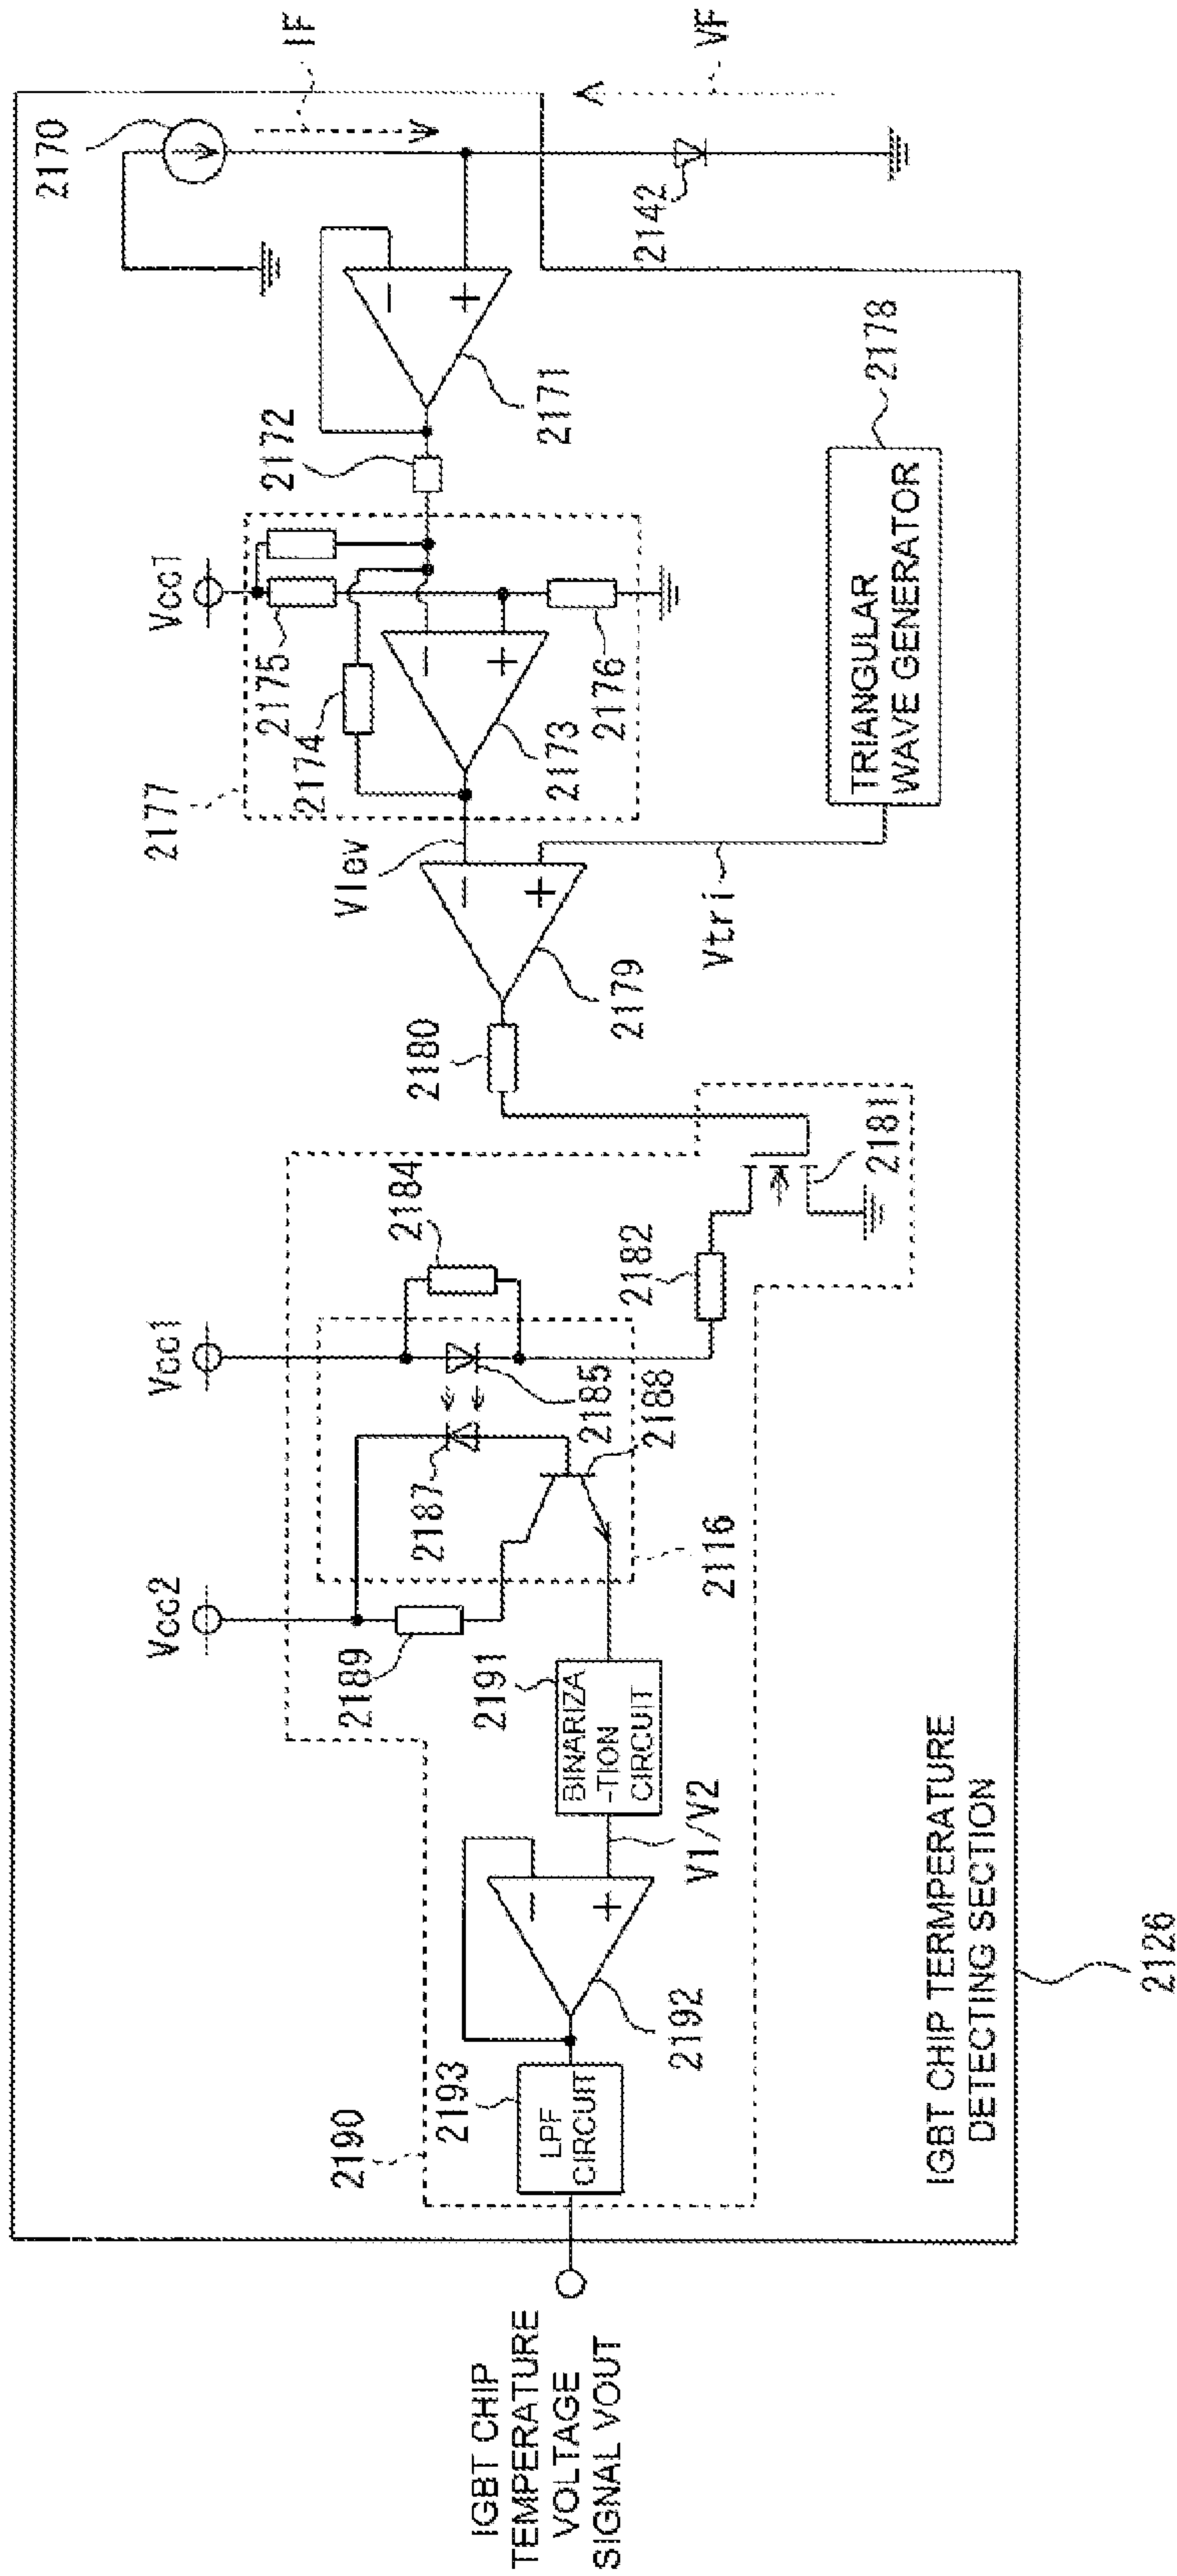 IGBT CHIP
TEMPERATURE
VOLTAGE
SIGNAL VOUT
2190
2193
LPF
CIRCUIT
2192
V1/V2
2191
BINARIZA
-TION
CIRCUIT
Vcc2
2189
2187
2116
2188
2185
Vcc1
2184
2182
2181
2180
2179
Vlev
Vtri
2177
2174
2175
Vcc1
2173
2176
2172
2171
2170
IF
2142
VF
2178
TRIANGULAR
WAVE GENERATOR
IGBT CHIP TERMPERATURE
DETECTING SECTION
2126